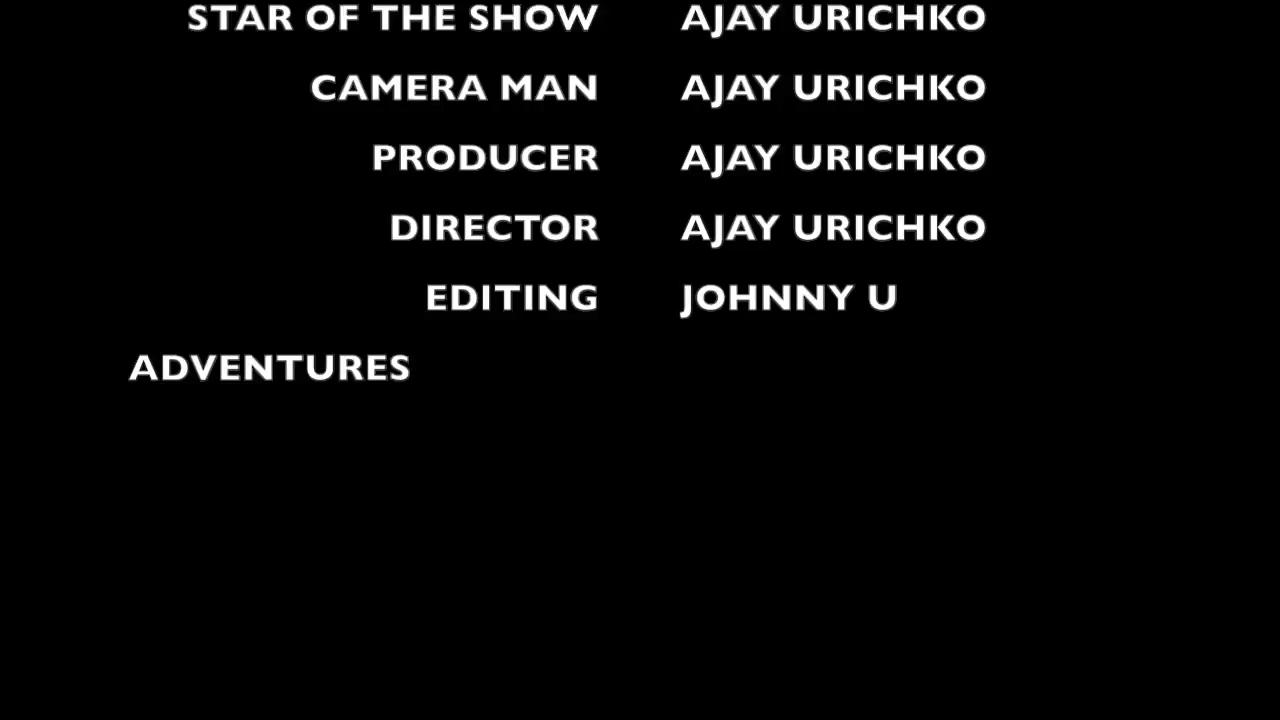 STAR OF THE SHOW AJAY URICHKO
CAMERA MAN AJAY URICHKO
PRODUCER AJAY URICHKO
DIRECTOR AJAY URICHKO
EDITING JOHNNY U
ADVENTURES